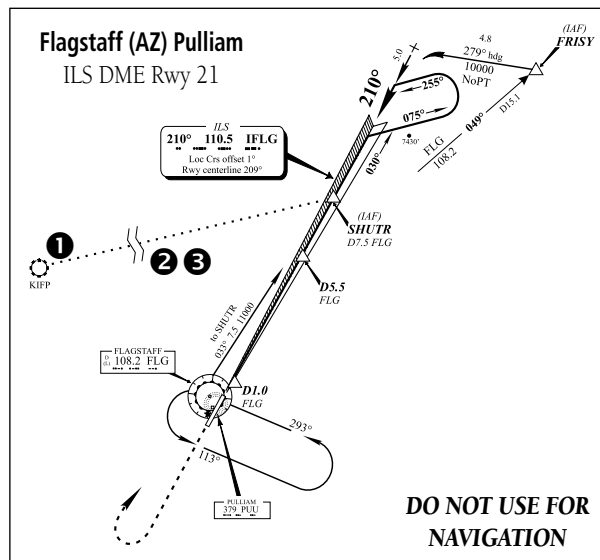 Flagstaff (AZ) Pulliam
ILS DME Rwy 21
(IAF)
FRISY
4.8
279° hdg
10000
NoPT
5.0
210°
255°
075°
7430'
030°
FLG
108.2
049°
D15.1
ILS
210° 110.5 IFLG
Loc Crs offset 1°
Rwy centerline 209°
(IAF)
SHUTR
D7.5 FLG
1
KIFP
2 3
D5.5
FLG
to SHUTR
033° 7.5 11000
FLAGSTAFF
D
(L) 108.2 FLG
D1.0
FLG
293°
113°
PULLIAM
379 PUU
DO NOT USE FOR
NAVIGATION